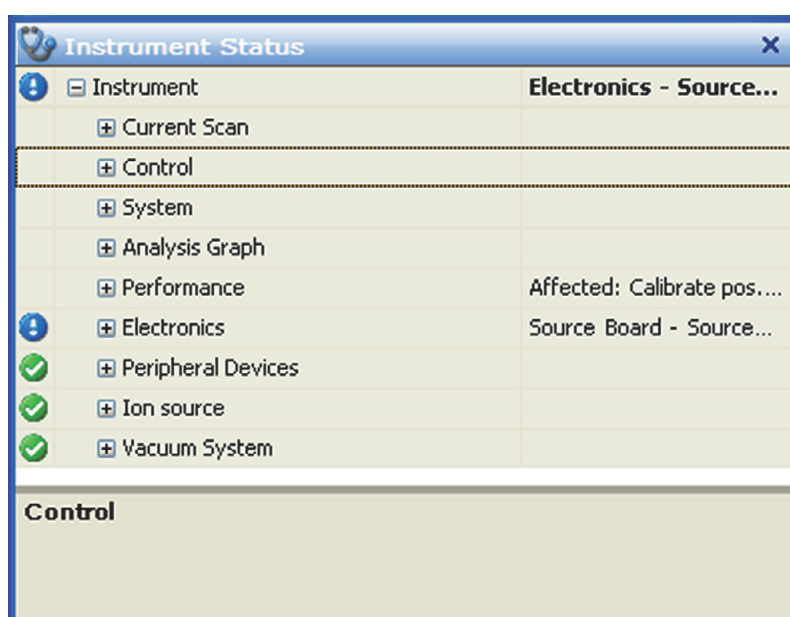 Instrument Status
Instrument Electronics - Source...
Current Scan
Control
System
Analysis Graph
Performance Affected: Calibrate pos....
Electronics Source Board - Source...
Peripheral Devices
Ion source
Vacuum System
Control